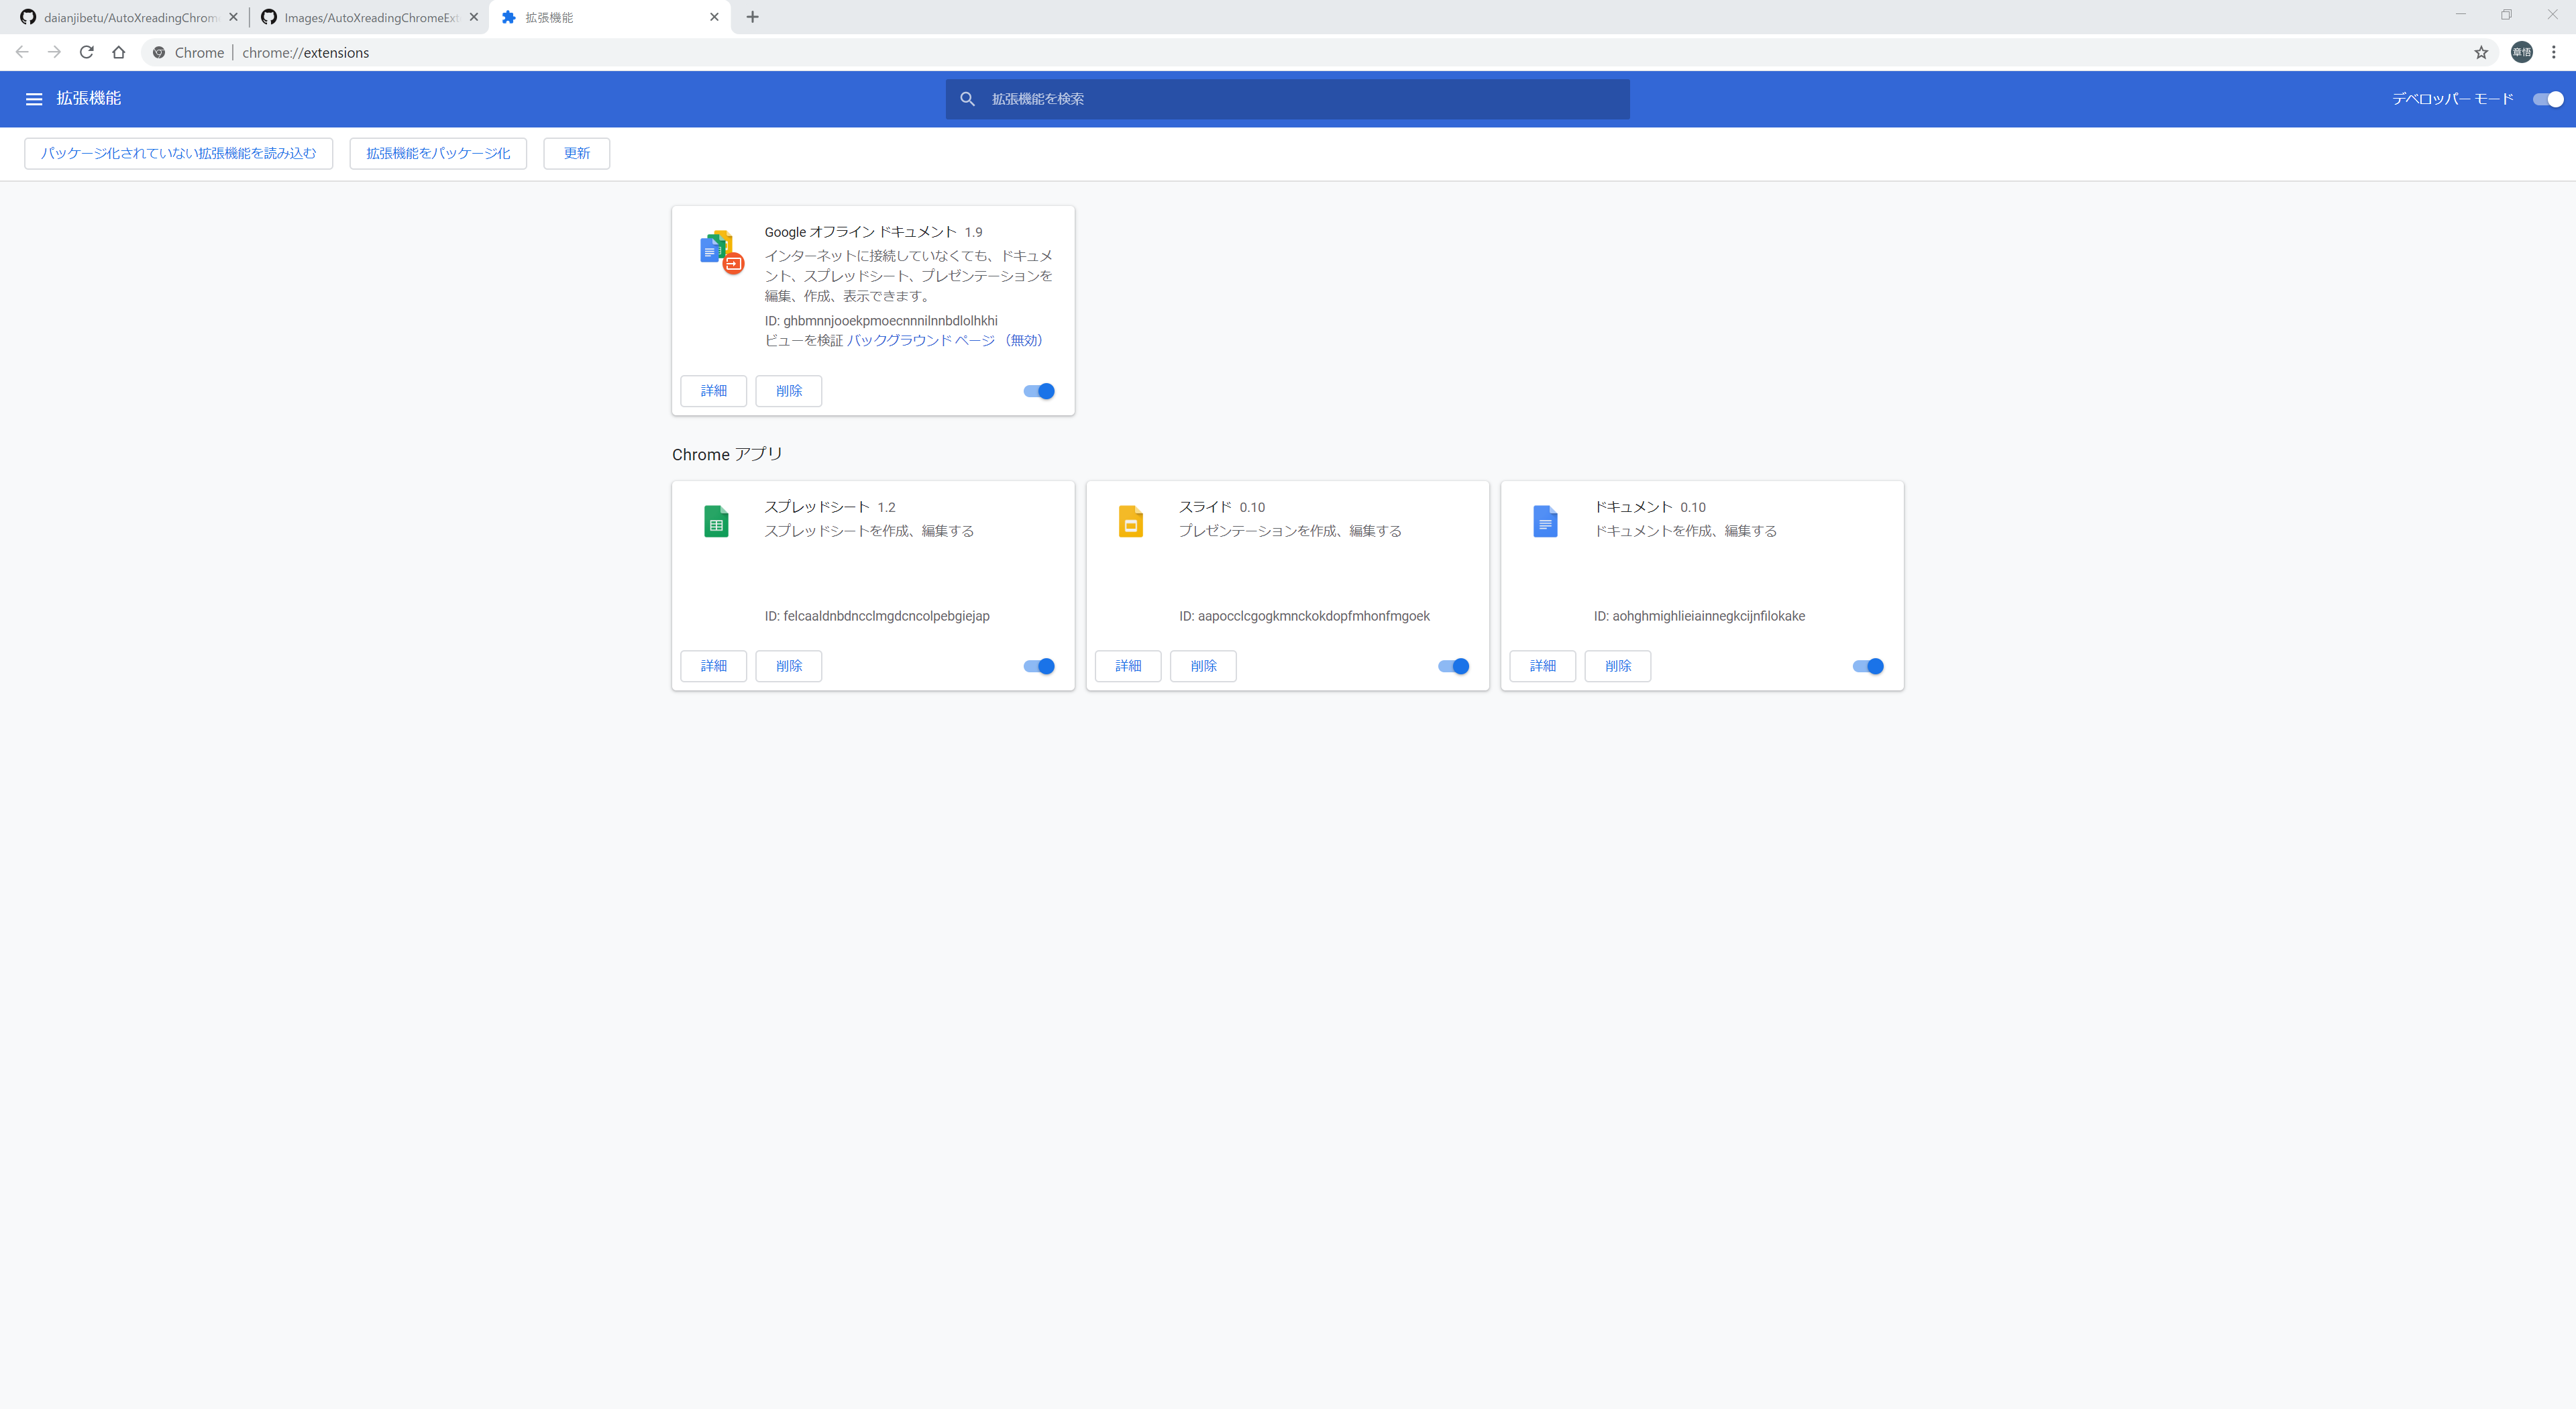 daianjibetu/AutoXreadingChrom
Images/AutoXreadingChromeExt
拡張機能
Chrome
chrome://extensions
章悟
拡張機能
拡張機能を検索
デベロッパー モード
パッケージ化されていない拡張機能を読み込む
拡張機能をパッケージ化
更新
Google オフライン ドキュメント 1.9
インターネットに接続していなくても、ドキュメ
ント、スプレッドシート、プレゼンテーションを
編集、作成、表示できます。
ID: ghbmnnjooekpmoecnnnilnnbdlolhkhi
ビューを検証 バックグラウンド ページ （無効）
詳細
削除
Chrome アプリ
スプレッドシート 1.2
スプレッドシートを作成、編集する
ID: felcaaldnbdncclmgdcncolpebgiejap
詳細
削除
スライド 0.10
プレゼンテーションを作成、編集する
ID: aapocclcgogkmnckokdopfmhonfmgoek
詳細
削除
ドキュメント 0.10
ドキュメントを作成、編集する
ID: aohghmighlieiainnegkcijnfilokake
詳細
削除